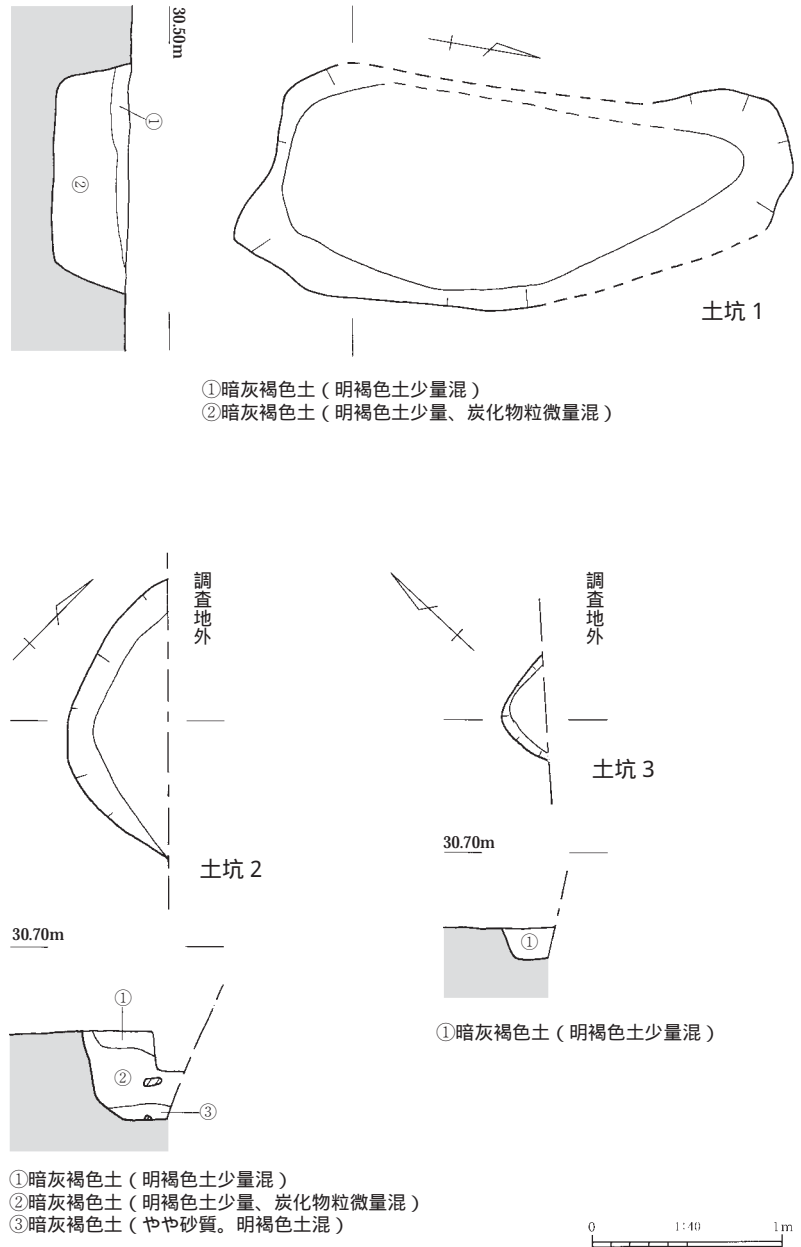 30.50m
①
②
土坑 1
①暗灰褐色土（明褐色土少量混）
②暗灰褐色土（明褐色土少量、炭化物粒微量混）
調査地外
土坑 2
30.70m
①
②
③
①暗灰褐色土（明褐色土少量混）
②暗灰褐色土（明褐色土少量、炭化物粒微量混）
③暗灰褐色土（やや砂質。明褐色土混）
調査地外
土坑 3
30.70m
①
①暗灰褐色土（明褐色土少量混）
0 1:40 1m